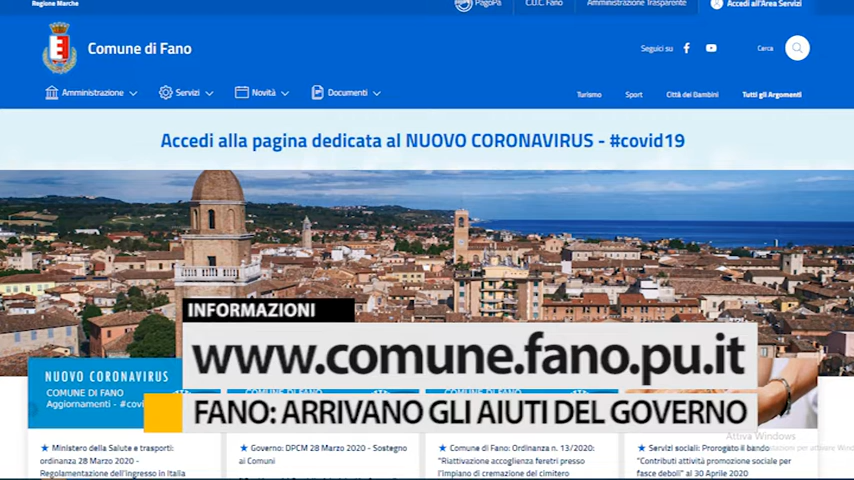 Regione Marche
PagoPa
C.U.C. Fano
Amministrazione Trasparente
Accedi all'Area Servizi
Comune di Fano
Seguici su
Cerca
Amministrazione
Servizi
Novità
Documenti
Turismo
Sport
Città dei Bambini
Tutti gli Argomenti
Accedi alla pagina dedicata al NUOVO CORONAVIRUS - #covid19
INFORMAZIONI
www.comune.fano.pu.it
FANO: ARRIVANO GLI AIUTI DEL GOVERNO
NUOVO CORONAVIRUS
COMUNE DI FANO
Aggiornamenti - #covi
Attiva Windows
★ Ministero della Salute e trasporti:
ordinanza 28 Marzo 2020 -
Regolamentazione dell'ingresso in Italia
★ Governo: DPCM 28 Marzo 2020 - Sostegno
ai Comuni
★ Comune di Fano: Ordinanza n. 13/2020:
"Riattivazione accoglienza feretri presso
l'Impiano di cremazione del cimitero
★ Servizi sociali: Prorogato il bando
"Contributi attività promozione sociale per
fasce deboli" al 30 Aprile 2020